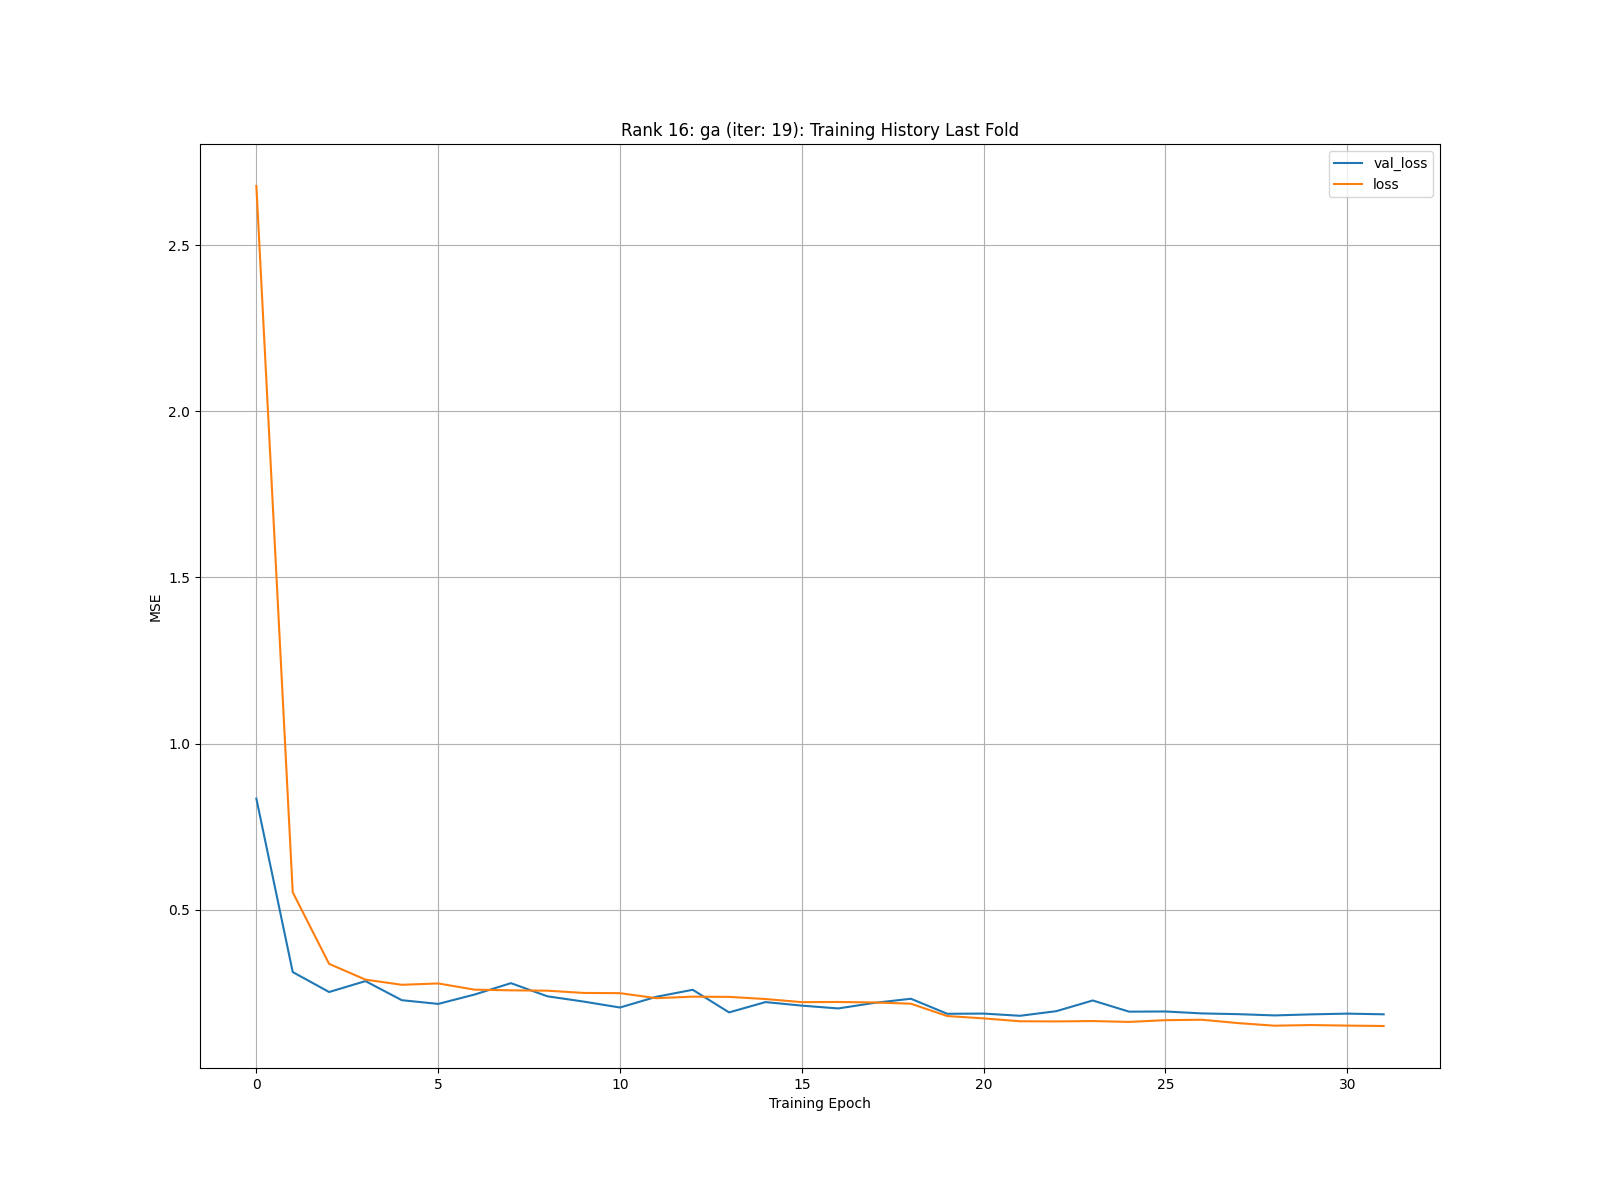 Rank 16: ga (iter: 19): Training History Last Fold
val_loss
loss
2.5
2.0
1.5
1.0
0.5
MSE
0 5 10 15 20 25 30
Training Epoch